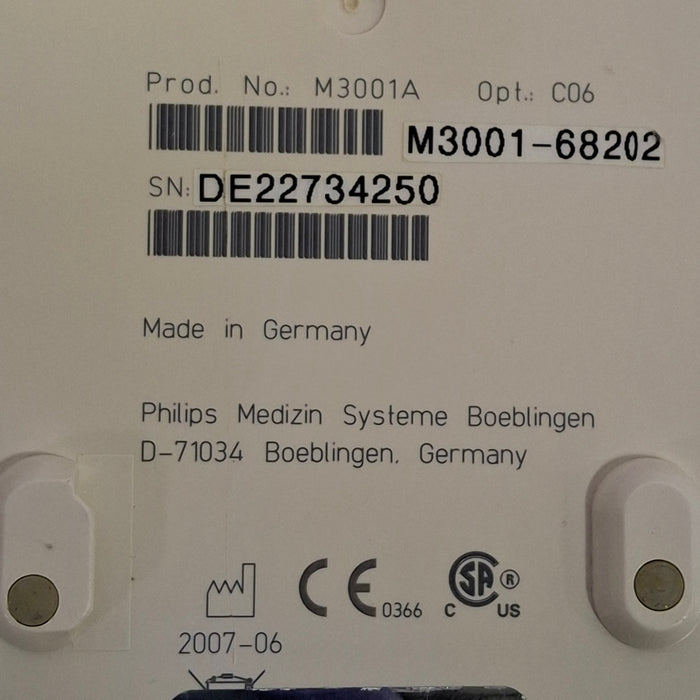 Prod. No.: M3001A Opt.: C06
M3001-68202
SN: DE22734250
Made in Germany
Philips Medizin Systeme Boeblingen
D-71034 Boeblingen. Germany
CE 0366
C SA ® US
2007-06